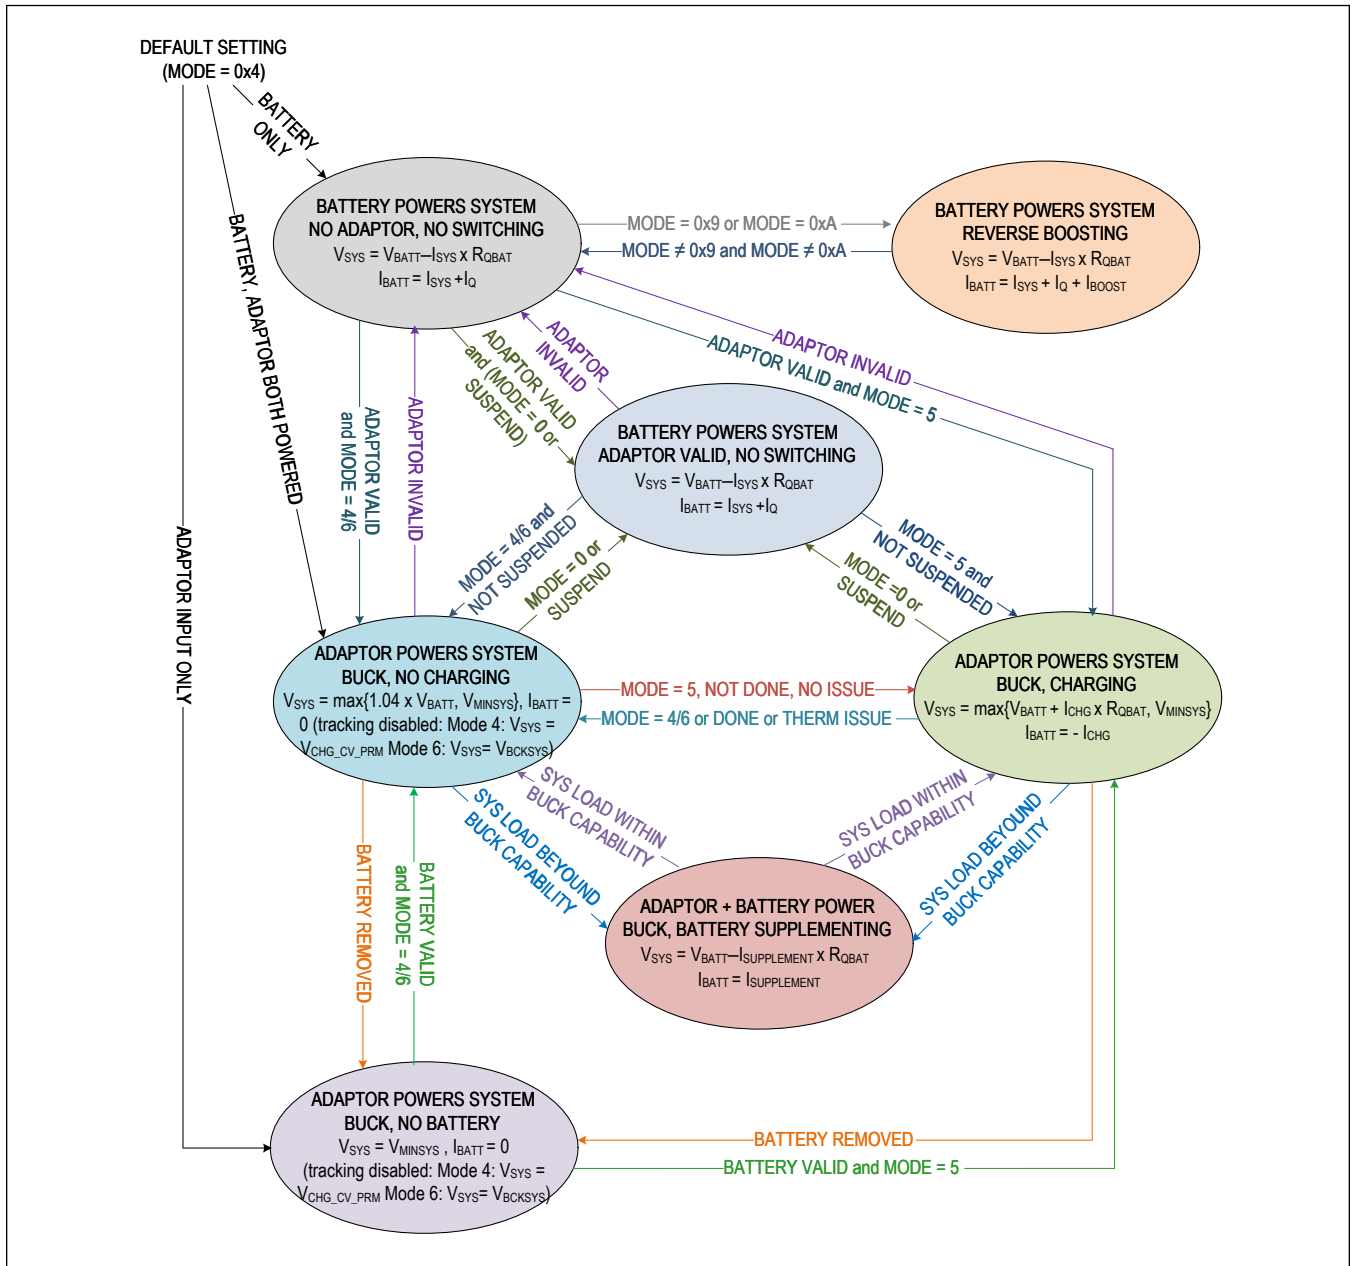 DEFAULT SETTING
(MODE = 0x4)
BATTERY
ONLY
BATTERY, ADAPTOR BOTH POWERED
ADAPTOR INPUT ONLY
BATTERY POWERS SYSTEM
NO ADAPTOR, NO SWITCHING
VSYS = VBATT–ISYS x RQBAT
IBATT = ISYS +IQ
MODE = 0x9 or MODE = 0xA
MODE ≠ 0x9 and MODE ≠ 0xA
BATTERY POWERS SYSTEM
REVERSE BOOSTING
VSYS = VBATT–ISYS x RQBAT
IBATT = ISYS + IQ + IBOOST
ADAPTOR VALID
and MODE = 4/6
ADAPTOR INVALID
ADAPTOR VALID
and (MODE = 0 or
SUSPEND)
ADAPTOR
INVALID
ADAPTOR INVALID
ADAPTOR VALID and MODE = 5
BATTERY POWERS SYSTEM
ADAPTOR VALID, NO SWITCHING
VSYS = VBATT–ISYS x RQBAT
IBATT = ISYS +IQ
MODE = 4/6 and
NOT SUSPENDED
MODE = 0 or
SUSPEND
MODE =0 or
SUSPEND
MODE = 5 and
NOT SUSPENDED
ADAPTOR POWERS SYSTEM
BUCK, NO CHARGING
VSYS = max{1.04 x VBATT, VMINSYS}, IBATT =
0 (tracking disabled: Mode 4: VSYS =
VCHG_CV_PRM Mode 6: VSYS= VBCKSYS)
MODE = 5, NOT DONE, NO ISSUE
MODE = 4/6 or DONE or THERM ISSUE
ADAPTOR POWERS SYSTEM
BUCK, CHARGING
VSYS = max{VBATT + ICHG x RQBAT, VMINSYS}
IBATT = - ICHG
SYS LOAD WITHIN
BUCK CAPABILITY
SYS LOAD BEYOUND
BUCK CAPABILITY
SYS LOAD WITHIN
BUCK CAPABILITY
SYS LOAD BEYOUND
BUCK CAPABILITY
BATTERY REMOVED
BATTERY VALID
and MODE = 4/6
ADAPTOR + BATTERY POWER
BUCK, BATTERY SUPPLEMENTING
VSYS = VBATT–ISUPPLEMENT x RQBAT
IBATT = ISUPPLEMENT
ADAPTOR POWERS SYSTEM
BUCK, NO BATTERY
VSYS = VMINSYS , IBATT = 0
(tracking disabled: Mode 4: VSYS =
VCHG_CV_PRM Mode 6: VSYS= VBCKSYS)
BATTERY REMOVED
BATTERY VALID and MODE = 5